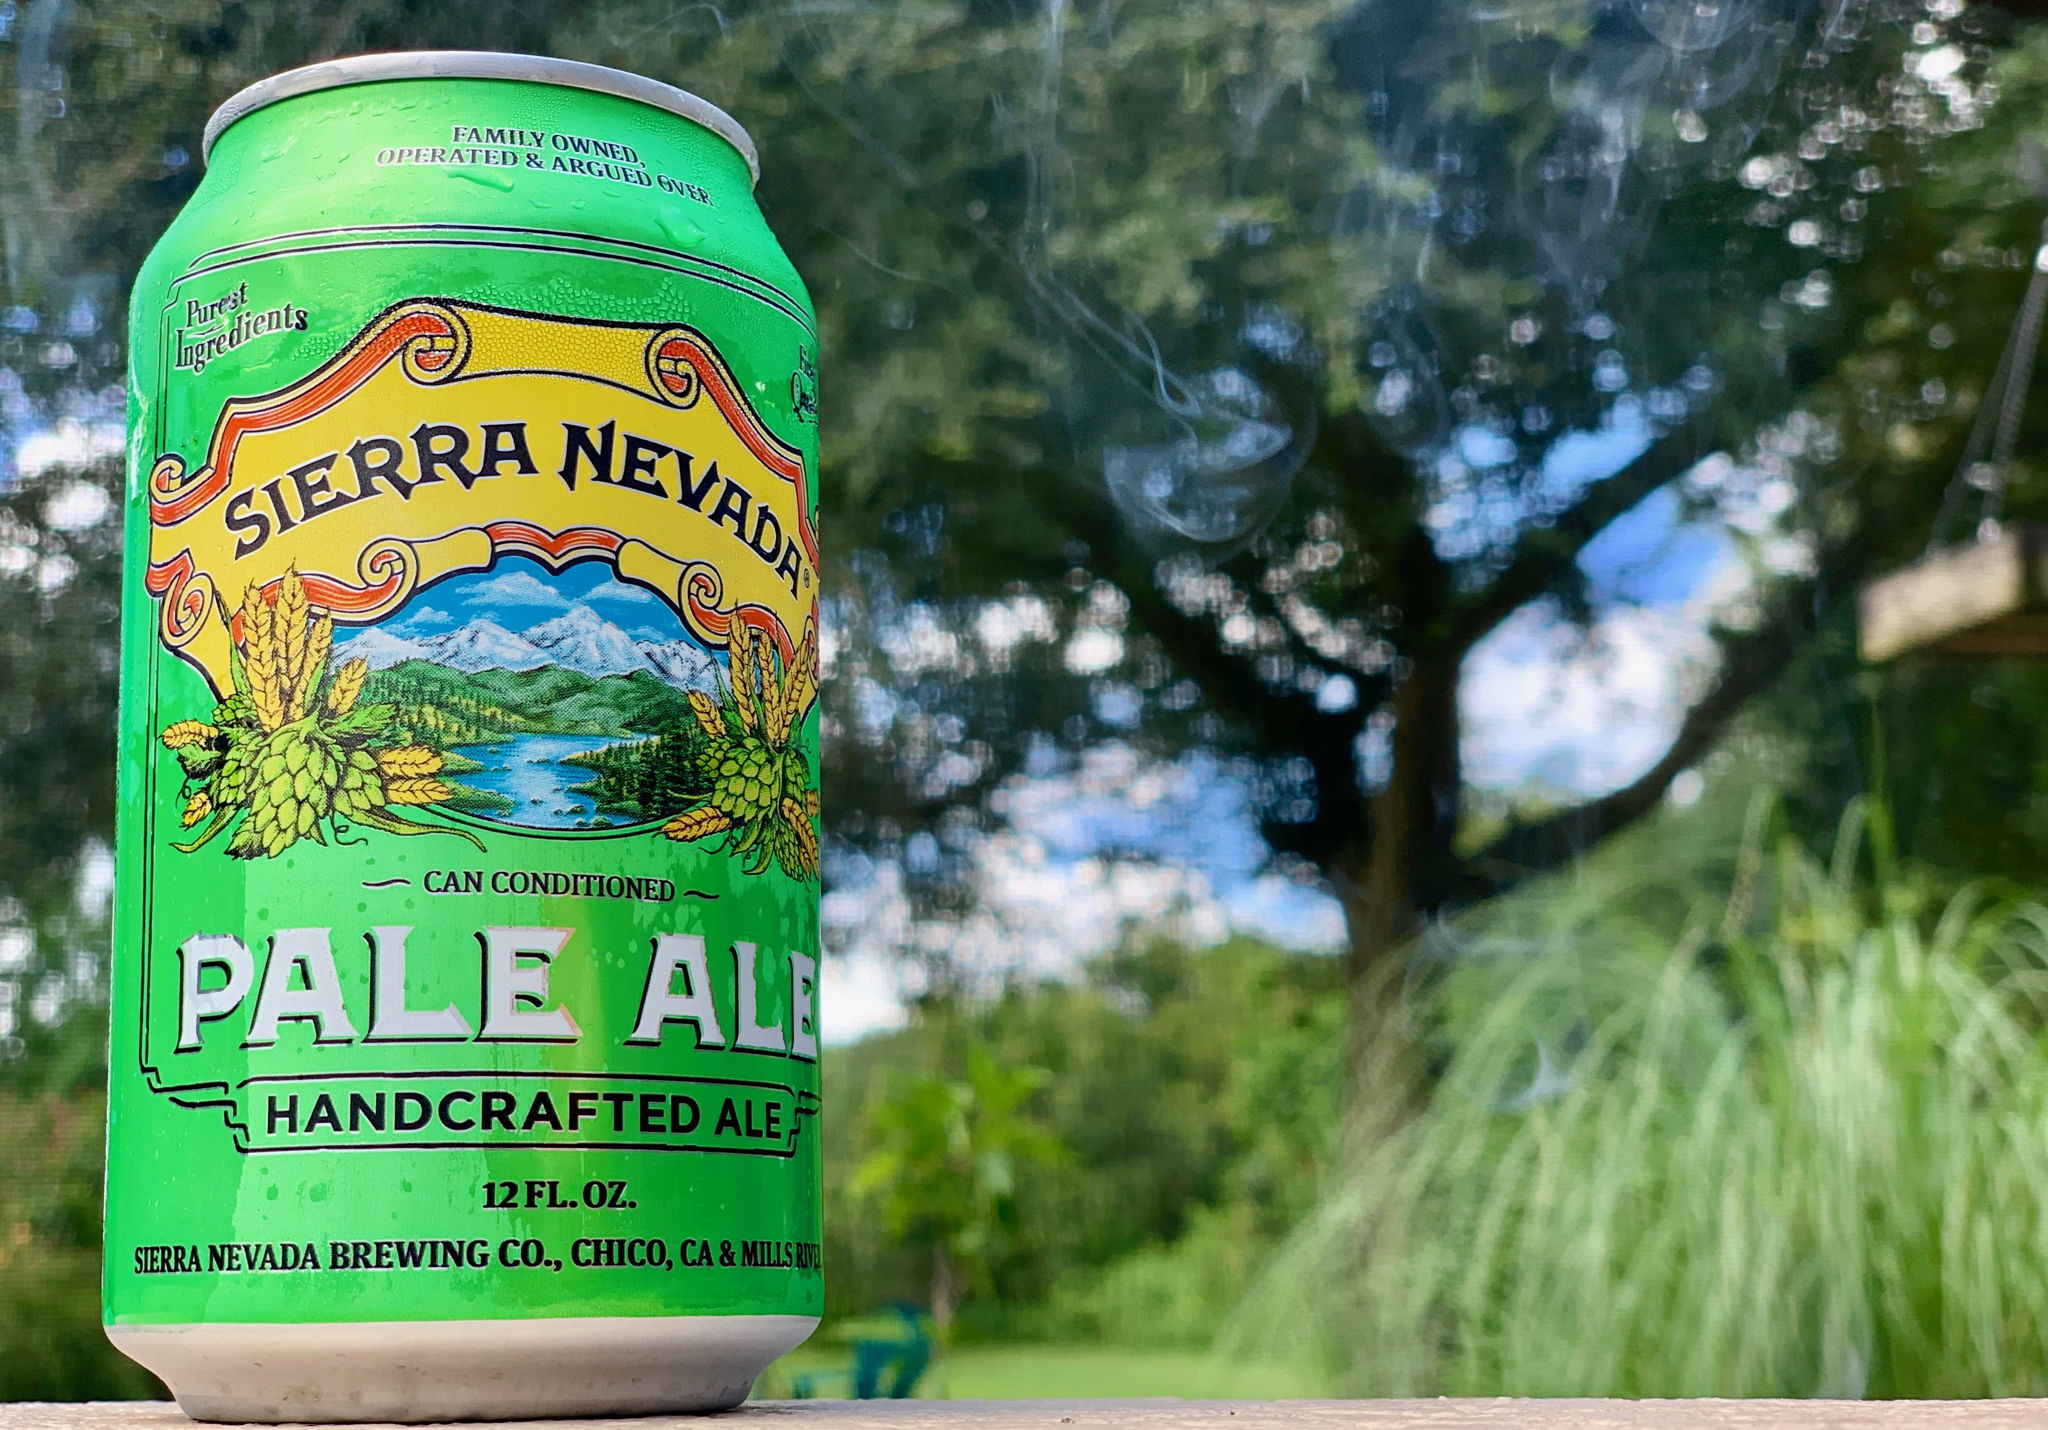 FAMILY OWNED,
OPERATED & ARGUED OVER
Purest
Ingredients
SIERRA NEVADA®
CAN CONDITIONED
PALE ALE
HANDCRAFTED ALE
12 FL. OZ.
SIERRA NEVADA BREWING CO., CHICO, CA & MILLS